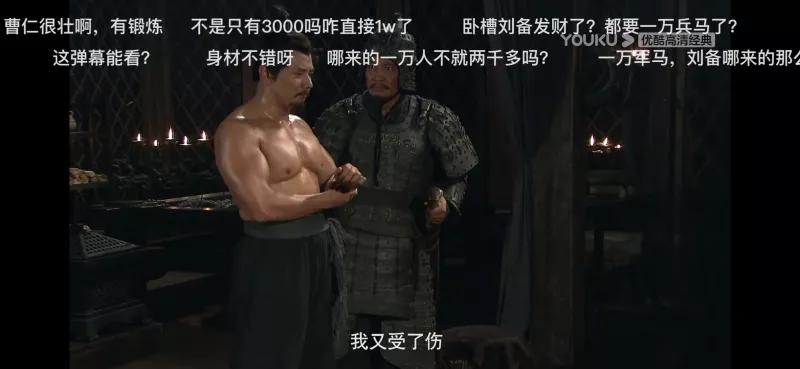 曹仁很壮啊，有锻炼 不是只有3000吗咋直接1w了 卧槽刘备发财了？都要一万兵马了？
YOUKU 优酷高清经典
这弹幕能看？ 身材不错呀 哪来的一万人不就两千多吗？ 一万军马，刘备哪来的那么
我又受了伤